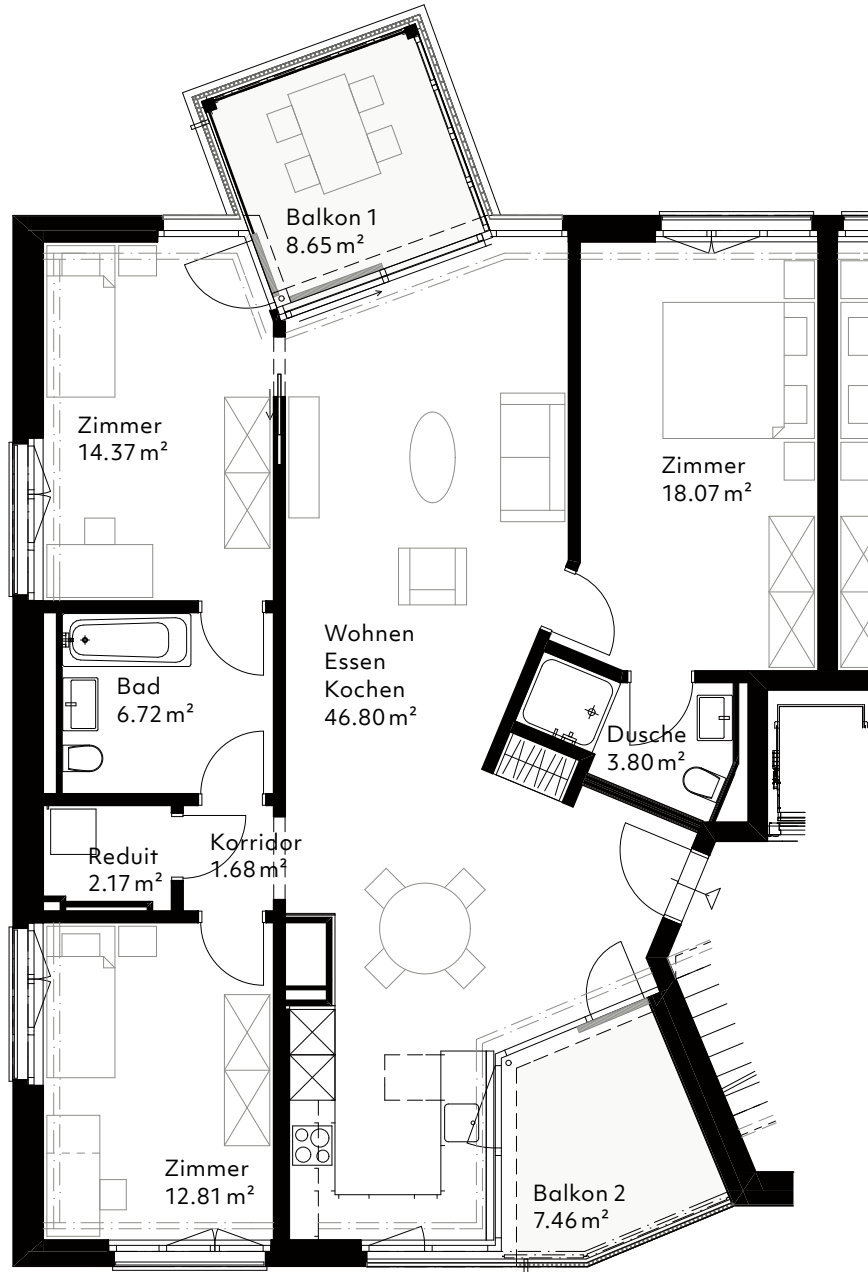 Balkon 1
8.65 m²
Zimmer
14.37 m²
Zimmer
18.07 m²
Wohnen
Essen
Kochen
46.80 m²
Bad
6.72 m²
Dusche
3.80 m²
Reduit
2.17 m²
Korridor
1.68 m²
Zimmer
12.81 m²
Balkon 2
7.46 m²